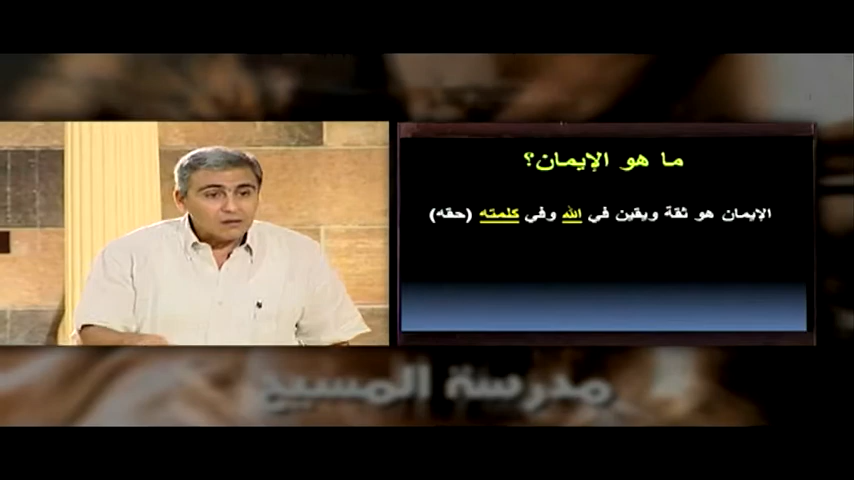 ما هو الإيمان؟
الإيمان هو ثقة ويقين في الله وفي كلمته (حقه)
مدرسة المسيح